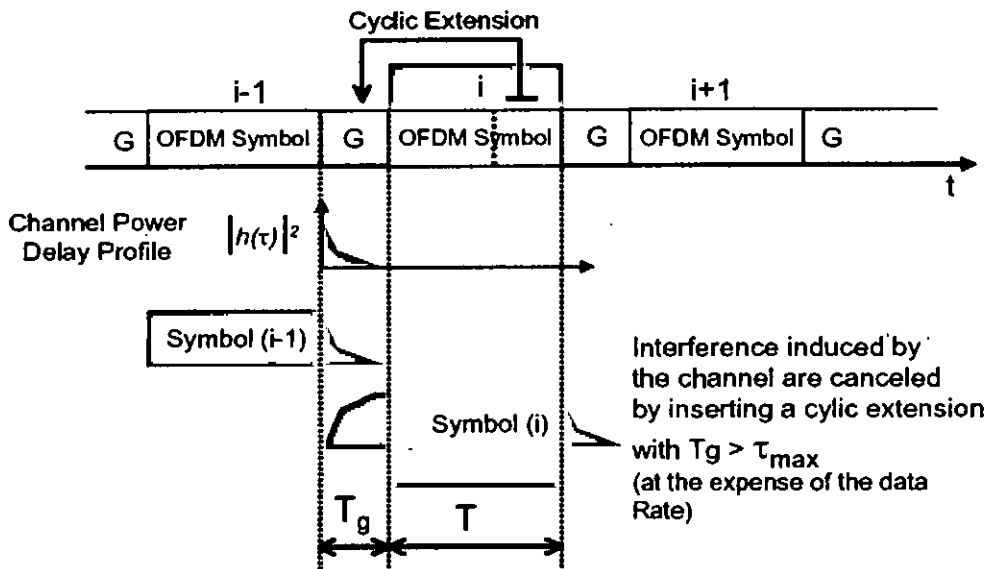 Cyclic Extension
i-1 i i+1
G OFDM Symbol G OFDM Symbol G OFDM Symbol G
t
Channel Power
Delay Profile
|h(τ)|²
Symbol (i-1)
Symbol (i)
Interference induced by
the channel are canceled
by inserting a cylic extension
with Tg > τmax
(at the expense of the data
Rate)
Tg T